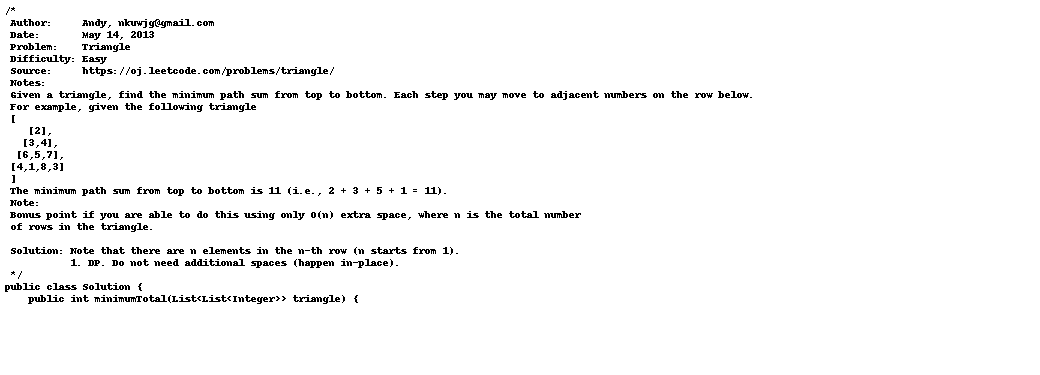 /*
 Author:     Andy, nkuwjg@gmail.com
 Date:       May 14, 2013
 Problem:    Triangle
 Difficulty: Easy
 Source:     https://oj.leetcode.com/problems/triangle/
 Notes:
 Given a triangle, find the minimum path sum from top to bottom. Each step you may move to adjacent numbers on the row below.
 For example, given the following triangle
 [
    [2],
   [3,4],
  [6,5,7],
 [4,1,8,3]
 ]
 The minimum path sum from top to bottom is 11 (i.e., 2 + 3 + 5 + 1 = 11).
 Note:
 Bonus point if you are able to do this using only O(n) extra space, where n is the total number
 of rows in the triangle.

 Solution: Note that there are n elements in the n-th row (n starts from 1).
           1. DP. Do not need additional spaces (happen in-place).
 */
public class Solution {
    public int minimumTotal(List<List<Integer>> triangle) {